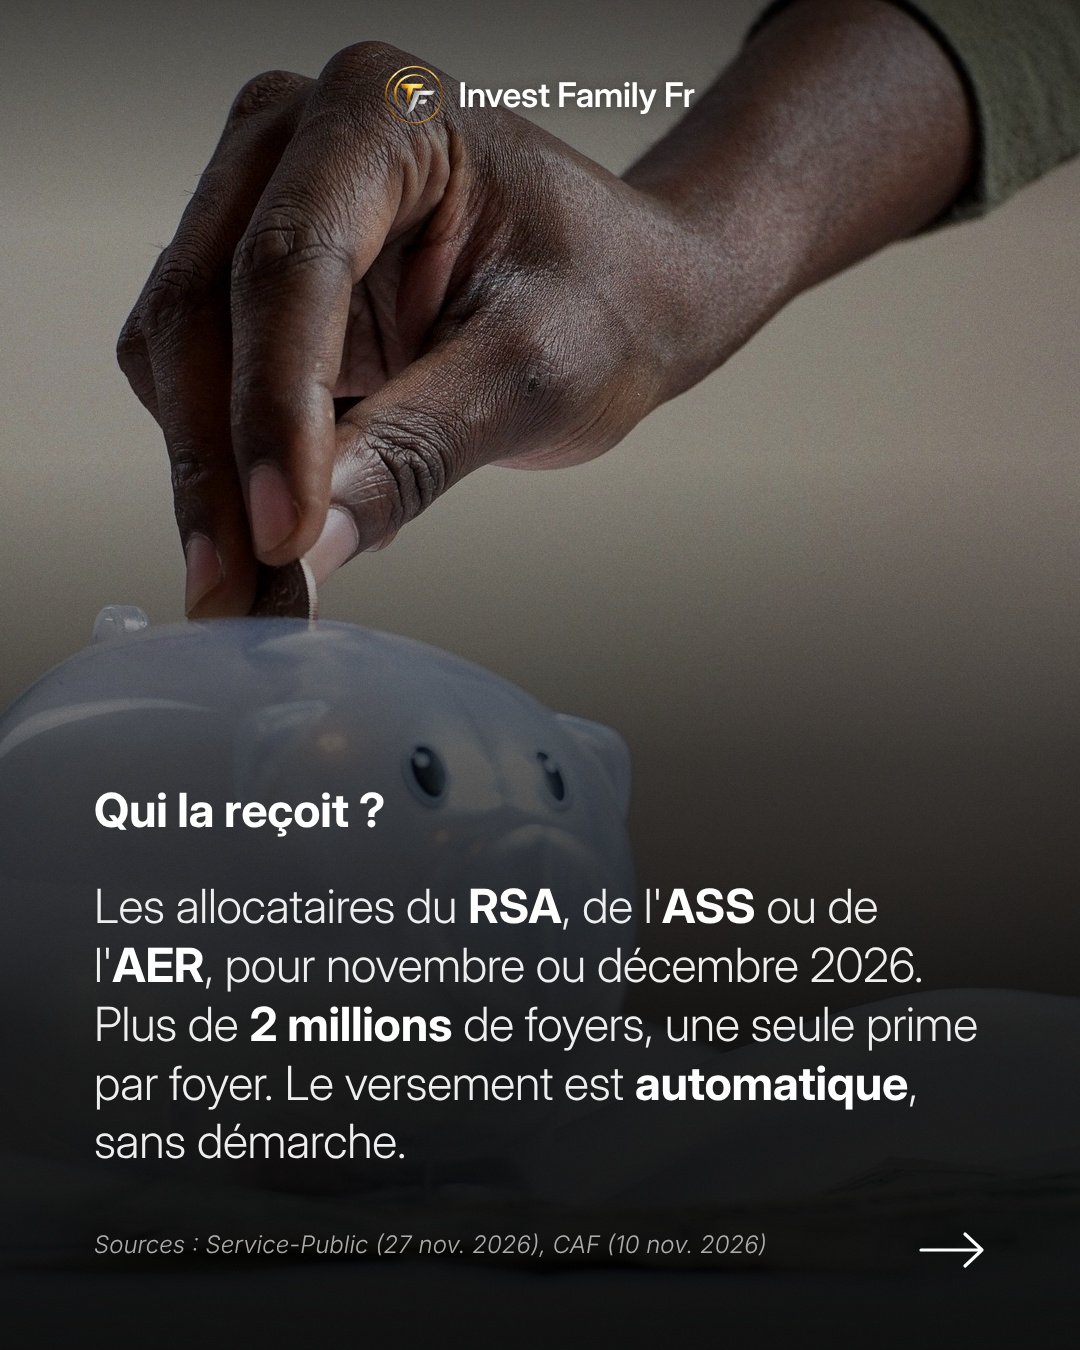 Invest Family Fr
Qui la reçoit ?
Les allocataires du RSA, de l'ASS ou de
l'AER, pour novembre ou décembre 2026.
Plus de 2 millions de foyers, une seule prime
par foyer. Le versement est automatique,
sans démarche.
Sources : Service-Public (27 nov. 2026), CAF (10 nov. 2026)